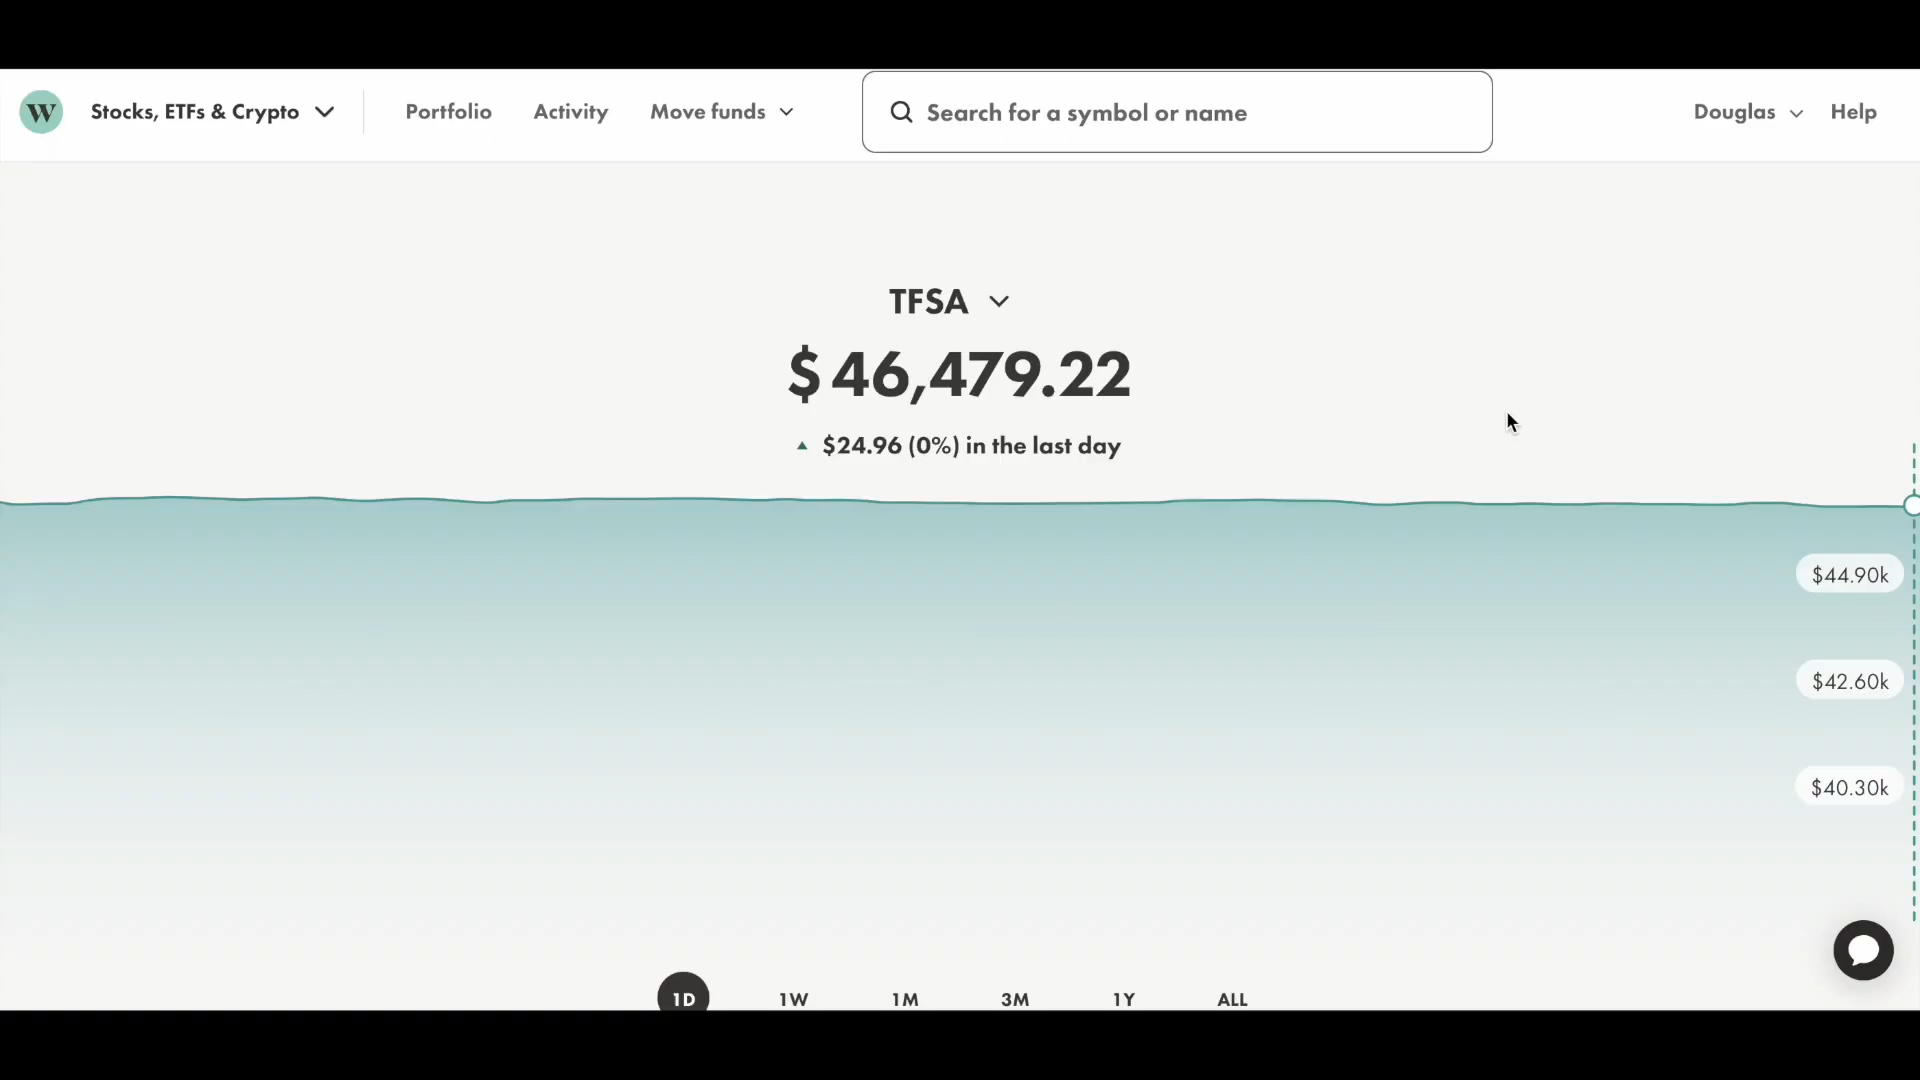 W Stocks, ETFs & Crypto Portfolio Activity Move funds Search for a symbol or name Douglas Help
TFSA
$46,479.22
$24.96 (0%) in the last day
$44.90k
$42.60k
$40.30k
1D 1W 1M 3M 1Y ALL